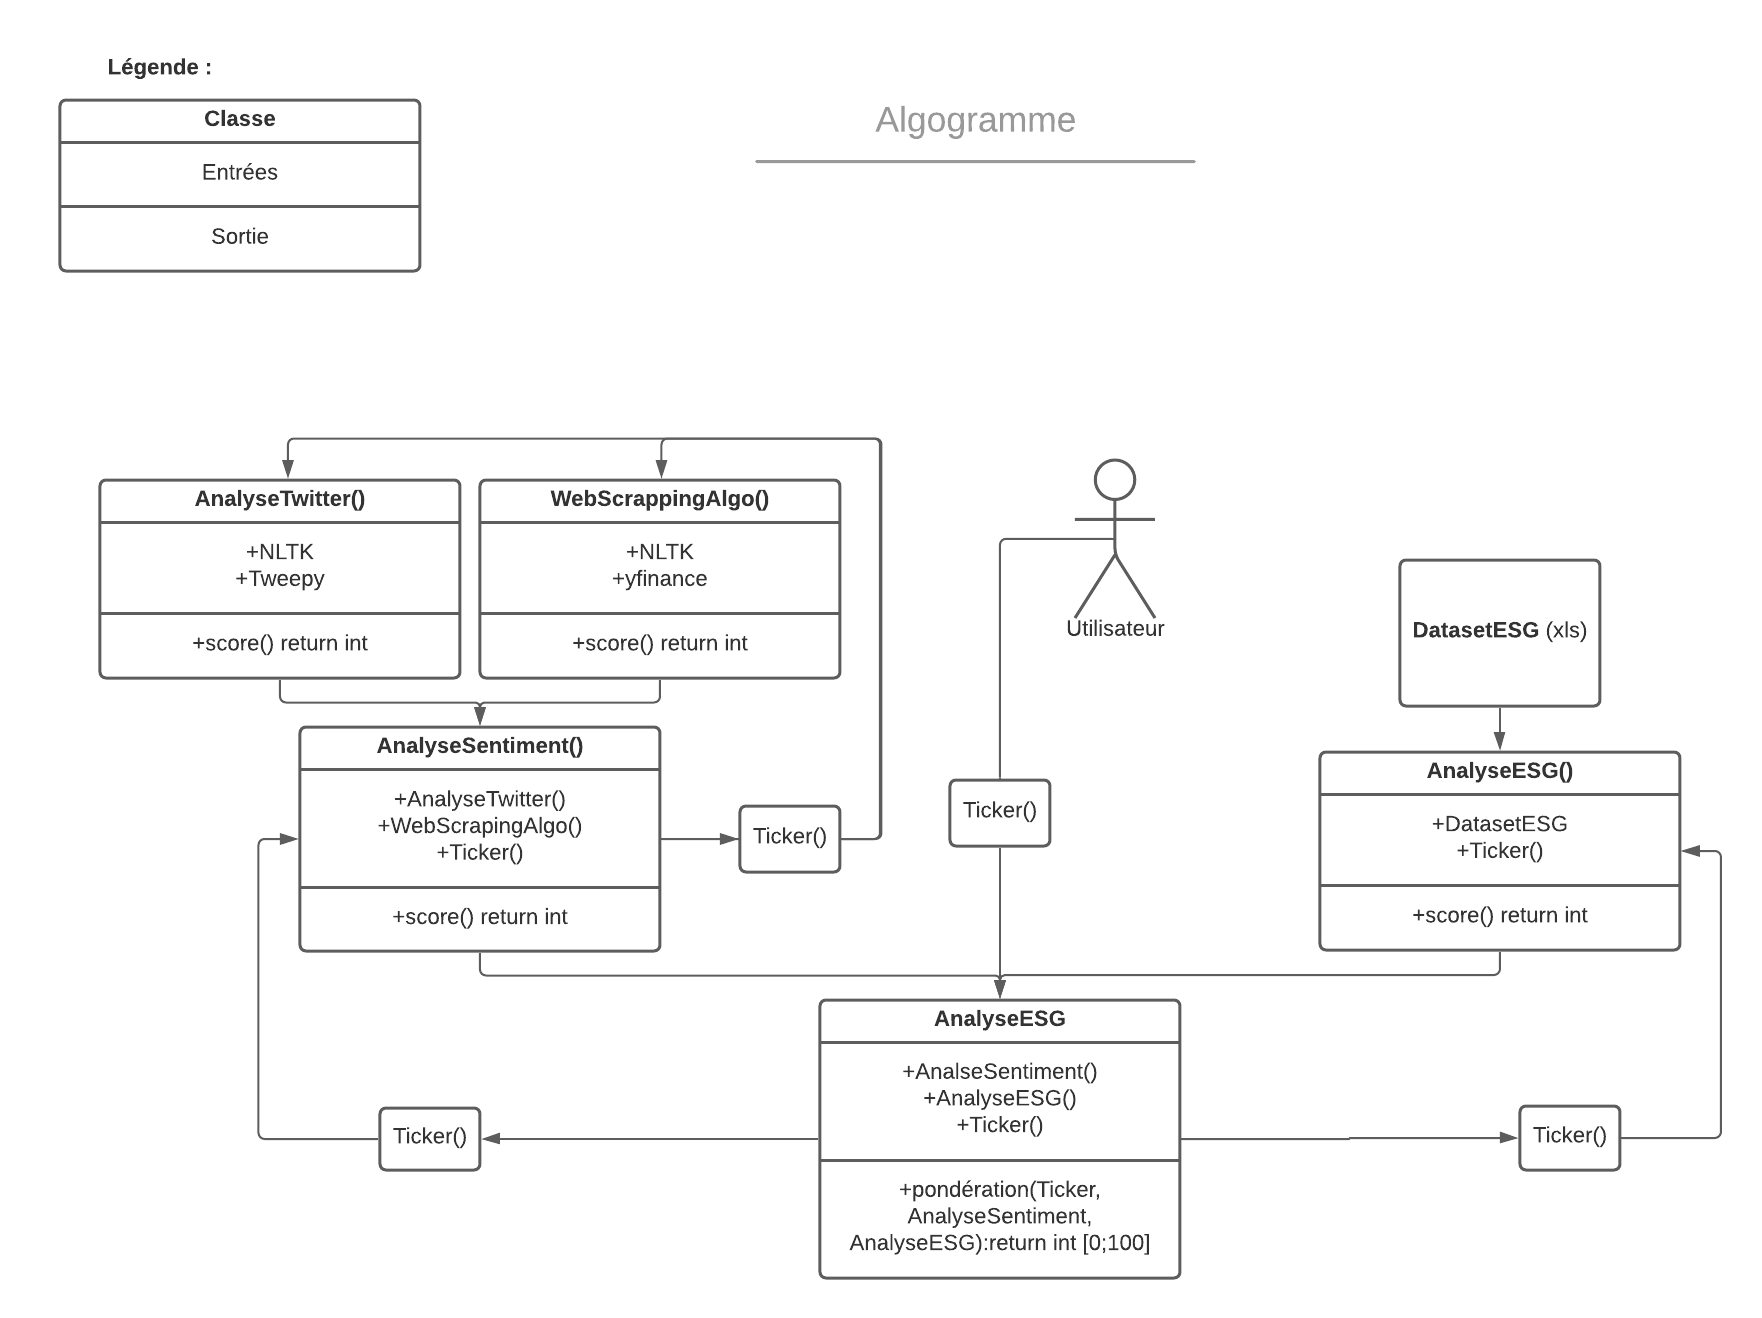 Légende :
Classe
Entrées
Sortie
Algogramme
AnalyseTwitter()
+NLTK
+Tweepy
+score() return int
WebScrappingAlgo()
+NLTK
+yfinance
+score() return int
Utilisateur
DatasetESG (xls)
AnalyseSentiment()
+AnalyseTwitter()
+WebScrapingAlgo()
+Ticker()
+score() return int
Ticker()
Ticker()
AnalyseESG()
+DatasetESG
+Ticker()
+score() return int
AnalyseESG
+AnalseSentiment()
+AnalyseESG()
+Ticker()
+pondération(Ticker,
AnalyseSentiment,
AnalyseESG):return int [0;100]
Ticker()
Ticker()